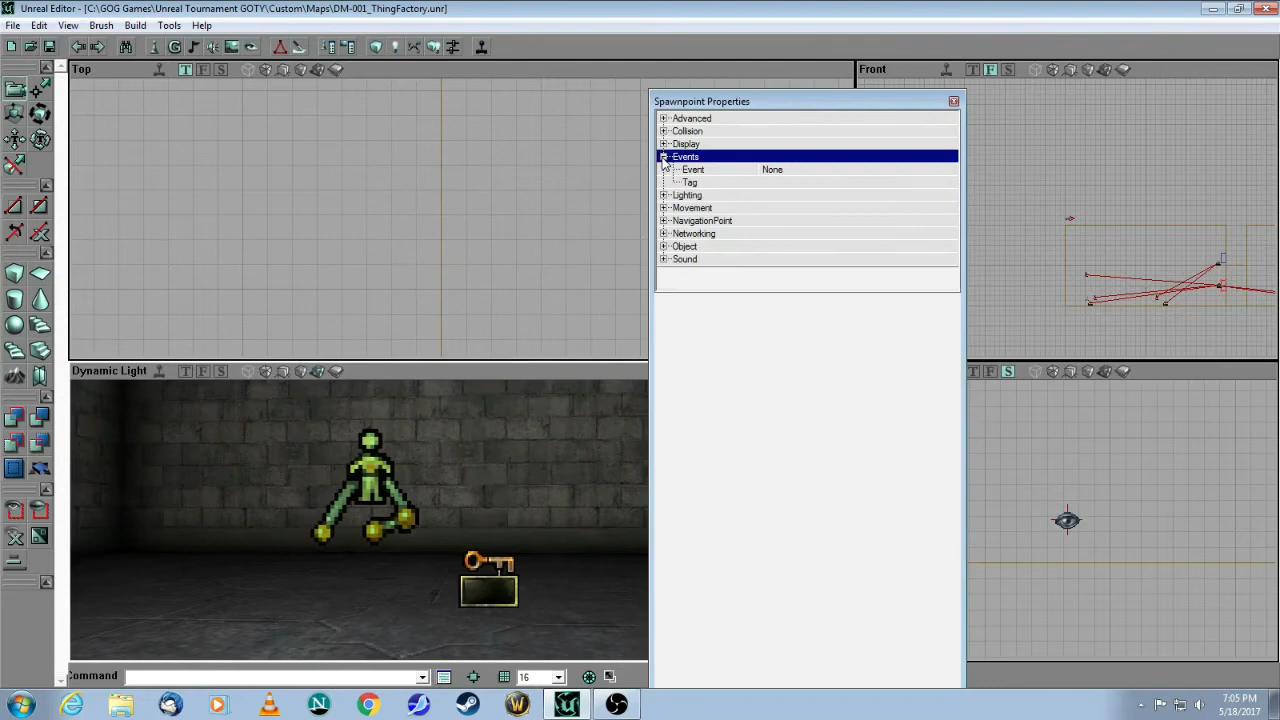 Unreal Editor - [C:\GOG Games\Unreal Tournament GOTY\Custom\Maps\DM-001_ThingFactory.unr]
File Edit View Brush Build Tools Help
Top
T F S
Front
T F S
Spawnpoint Properties
Advanced
Collision
Display
Events
Event None
Tag
Lighting
Movement
NavigationPoint
Networking
Object
Sound
Dynamic Light
T F S
T F S
Command
16
7:05 PM
5/18/2017